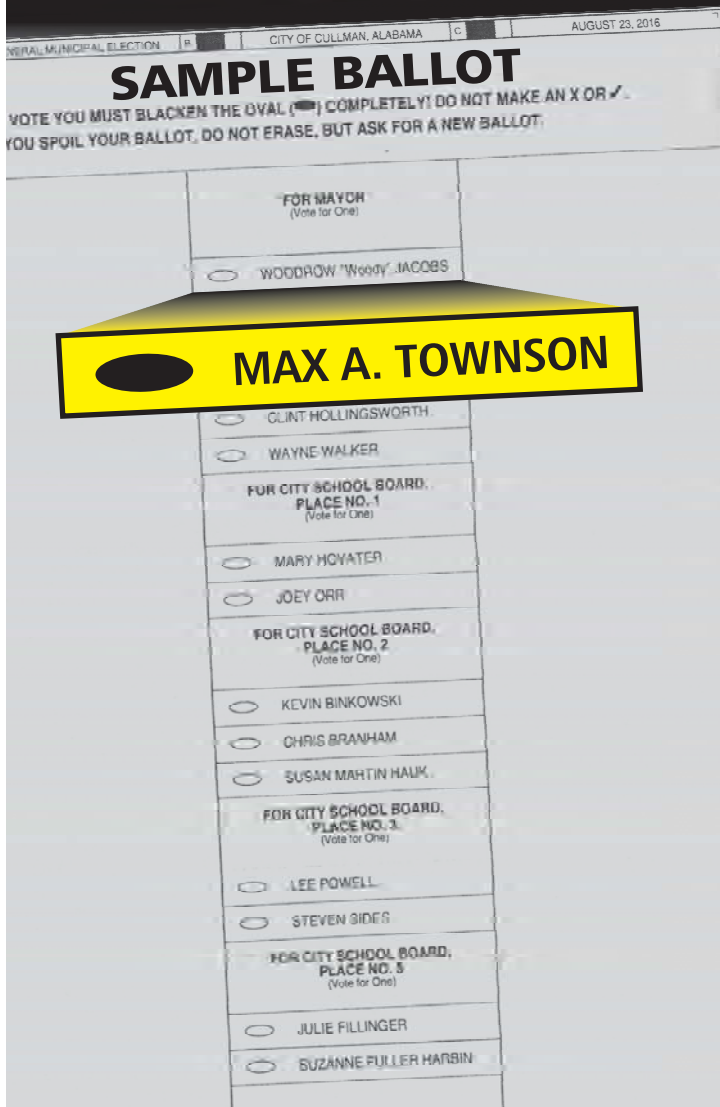 NERAL MUNICIPAL ELECTION B CITY OF CULLMAN, ALABAMA C AUGUST 23, 2016
SAMPLE BALLOT
VOTE YOU MUST BLACKEN THE OVAL ( ) COMPLETELY! DO NOT MAKE AN X OR ✓.
YOU SPOIL YOUR BALLOT, DO NOT ERASE, BUT ASK FOR A NEW BALLOT.
FOR MAYOR
(Vote for One)
WOODROW "Woody" JACOBS
MAX A. TOWNSON
CLINT HOLLINGSWORTH
WAYNE WALKER
FOR CITY SCHOOL BOARD,
PLACE NO. 1
(Vote for One)
MARY HOVATER
JOEY ORR
FOR CITY SCHOOL BOARD,
PLACE NO. 2
(Vote for One)
KEVIN BINKOWSKI
CHRIS BRANHAM
SUSAN MARTIN HAUK
FOR CITY SCHOOL BOARD,
PLACE NO. 3
(Vote for One)
LEE POWELL
STEVEN SIDES
FOR CITY SCHOOL BOARD,
PLACE NO. 5
(Vote for One)
JULIE FILLINGER
SUZANNE FULLER HARBIN